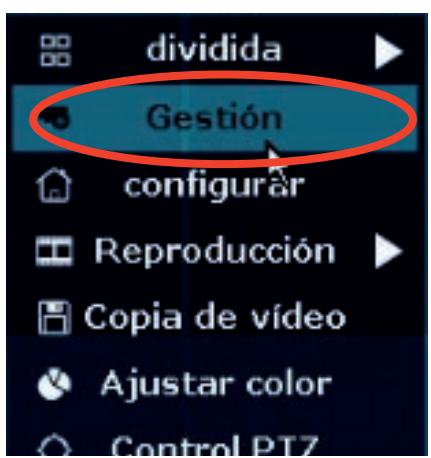 dividida
Gestión
configurar
Reproducción
Copia de vídeo
Ajustar color
Control PTZ